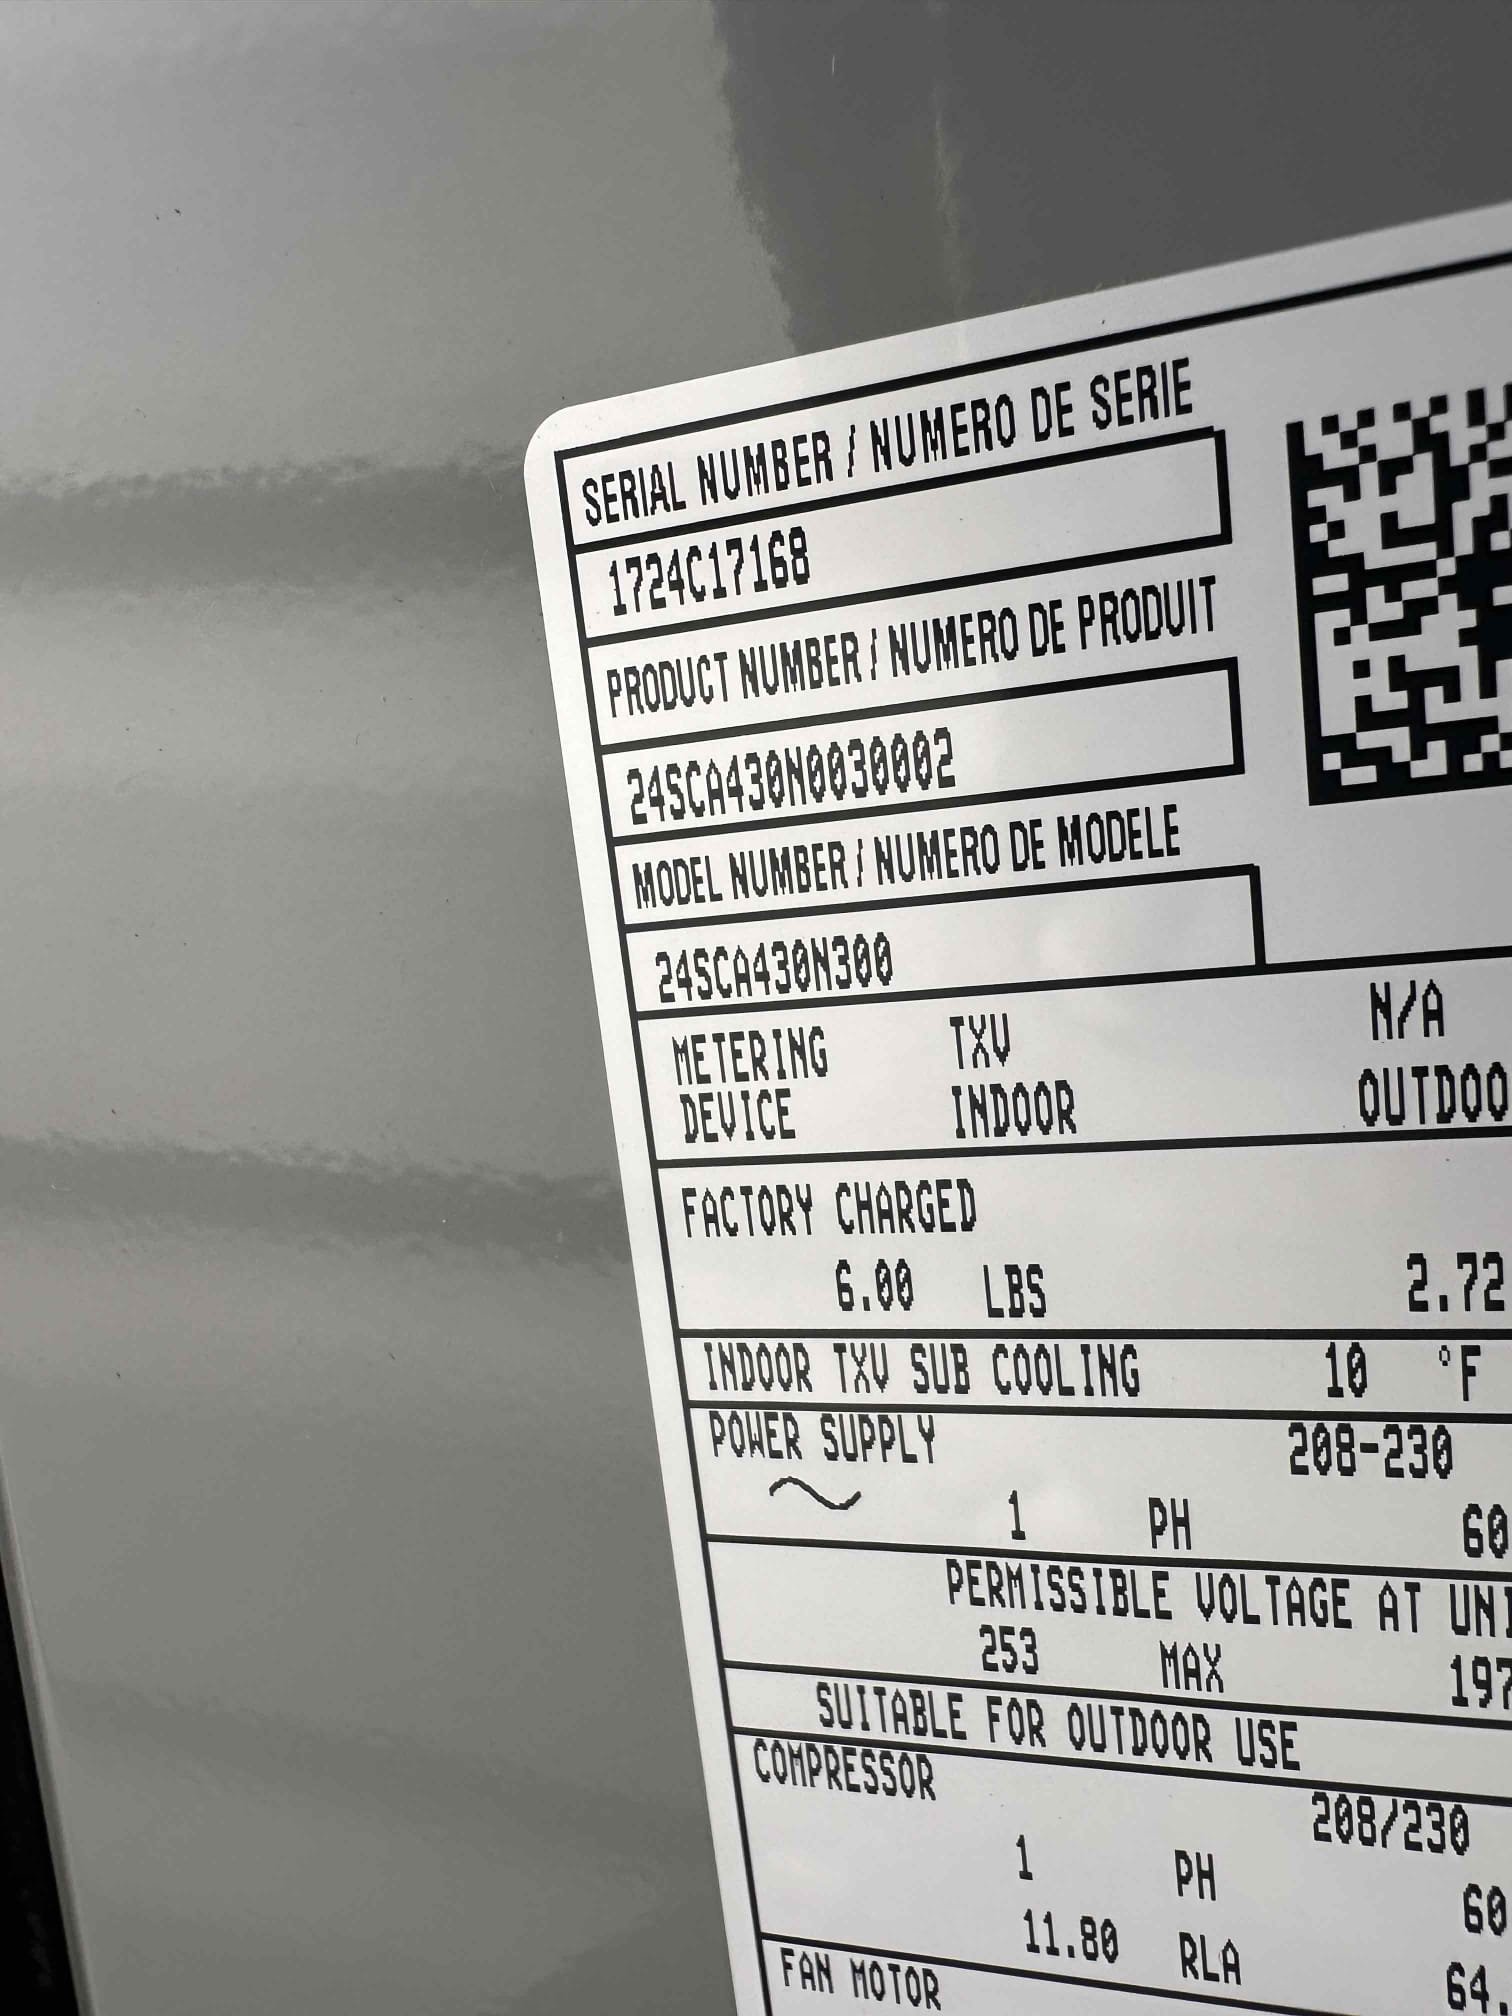 SERIAL NUMBER / NUMERO DE SERIE
1724C17168
PRODUCT NUMBER / NUMERO DE PRODUIT
24SCA430N0030002
MODEL NUMBER / NUMERO DE MODELE
24SCA430N300
METERING TXV N/A
DEVICE INDOOR OUTDOO
FACTORY CHARGED
6.00 LBS 2.72
INDOOR TXV SUB COOLING 10 °F
POWER SUPPLY 208-230
1 PH 60
PERMISSIBLE VOLTAGE AT UNI
253 MAX 197
SUITABLE FOR OUTDOOR USE
COMPRESSOR 208/230
1 PH 60
11.80 RLA 64.
FAN MOTOR